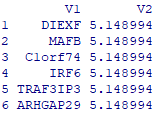 V1 V2
1 DIEXF 5.148994
2 MAFB 5.148994
3 C1orf74 5.148994
4 IRF6 5.148994
5 TRAF3IP3 5.148994
6 ARHGAP29 5.148994